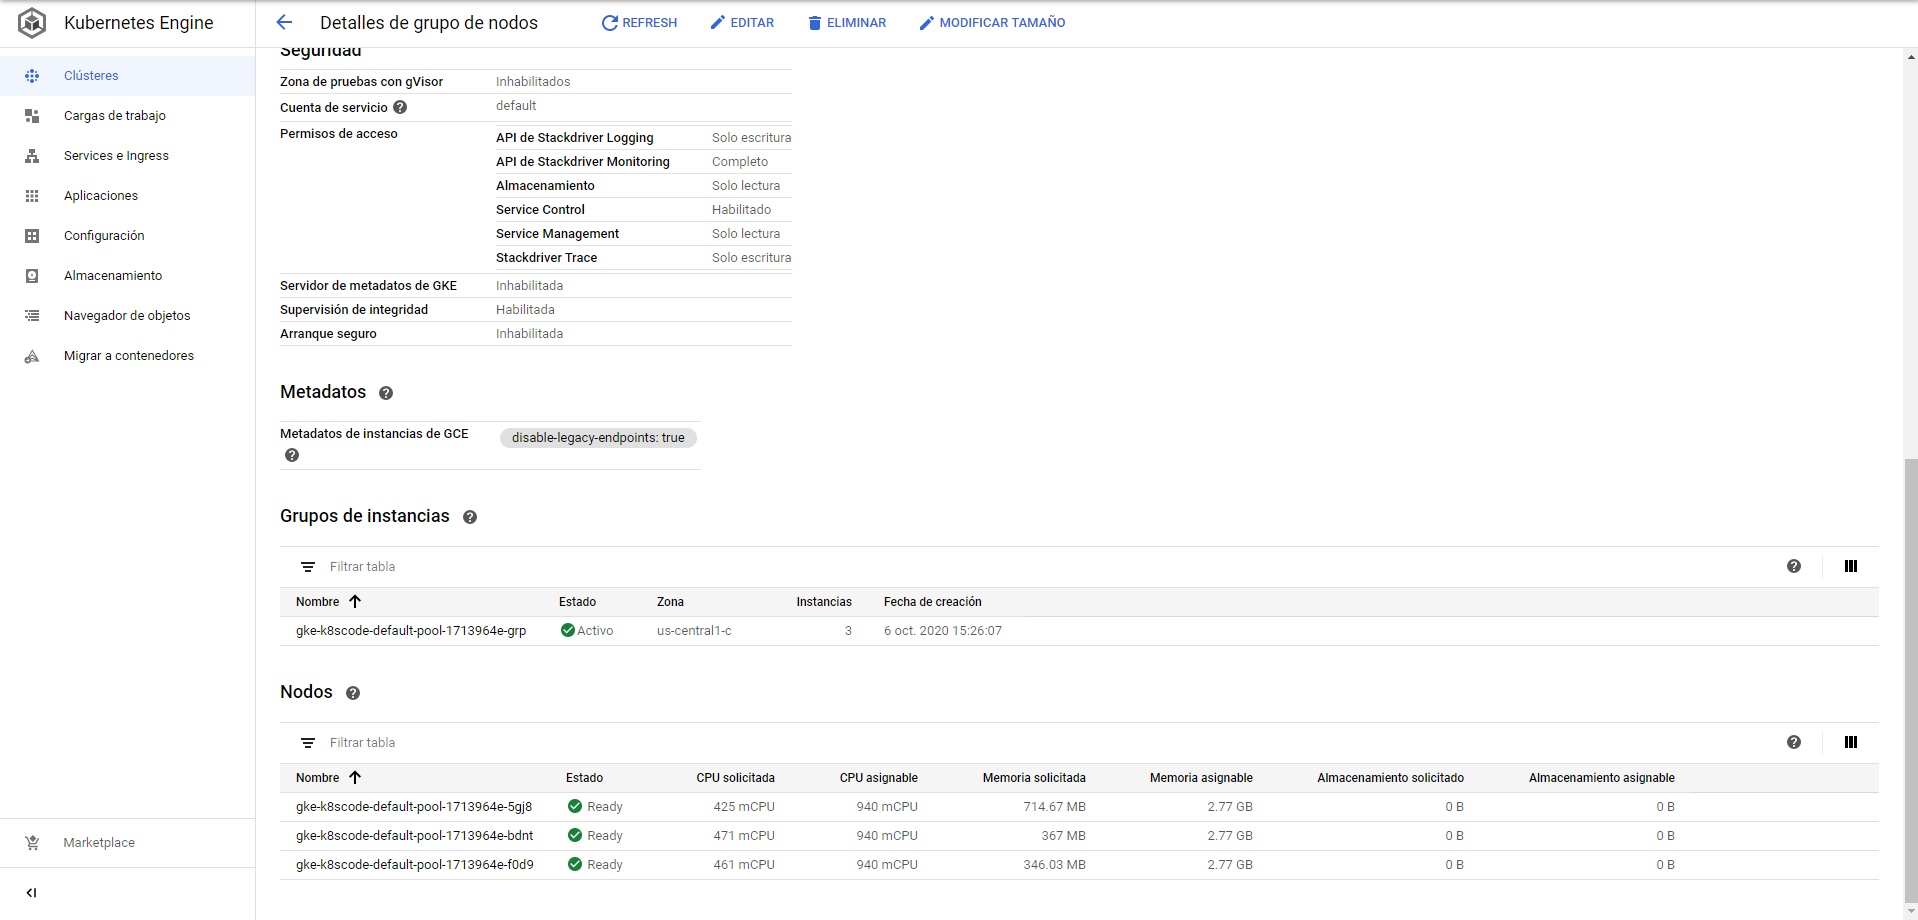 Kubernetes Engine
Detalles de grupo de nodos
REFRESH
EDITAR
ELIMINAR
MODIFICAR TAMAÑO
Clústeres
Cargas de trabajo
Services e Ingress
Aplicaciones
Configuración
Almacenamiento
Navegador de objetos
Migrar a contenedores
Marketplace
Seguridad
Zona de pruebas con gVisor Inhabilitados
Cuenta de servicio default
Permisos de acceso
API de Stackdriver Logging Solo escritura
API de Stackdriver Monitoring Completo
Almacenamiento Solo lectura
Service Control Habilitado
Service Management Solo lectura
Stackdriver Trace Solo escritura
Servidor de metadatos de GKE Inhabilitada
Supervisión de integridad Habilitada
Arranque seguro Inhabilitada
Metadatos
Metadatos de instancias de GCE disable-legacy-endpoints: true
Grupos de instancias
Filtrar tabla
Nombre Estado Zona Instancias Fecha de creación
gke-k8scode-default-pool-1713964e-grp Activo us-central1-c 3 6 oct. 2020 15:26:07
Nodos
Filtrar tabla
Nombre Estado CPU solicitada CPU asignable Memoria solicitada Memoria asignable Almacenamiento solicitado Almacenamiento asignable
gke-k8scode-default-pool-1713964e-5gj8 Ready 425 mCPU 940 mCPU 714.67 MB 2.77 GB 0 B 0 B
gke-k8scode-default-pool-1713964e-bdnt Ready 471 mCPU 940 mCPU 367 MB 2.77 GB 0 B 0 B
gke-k8scode-default-pool-1713964e-f0d9 Ready 461 mCPU 940 mCPU 346.03 MB 2.77 GB 0 B 0 B